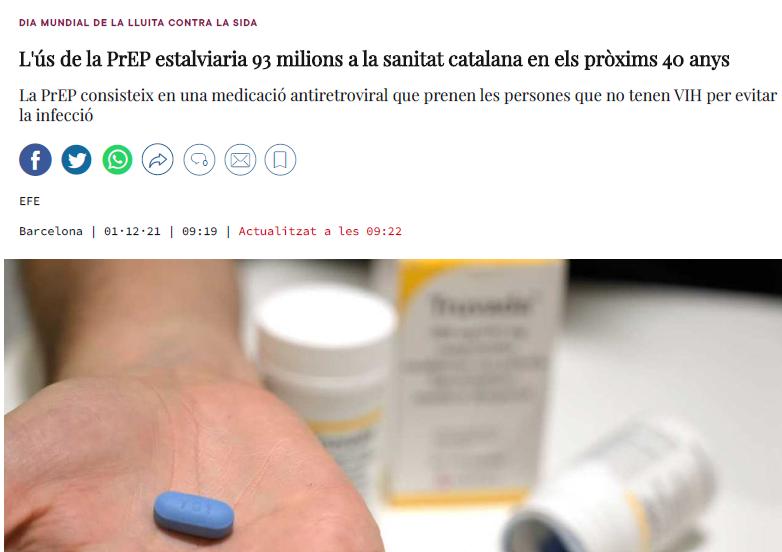 DIA MUNDIAL DE LA LLUITA CONTRA LA SIDA
L'ús de la PrEP estalviaria 93 milions a la sanitat catalana en els pròxims 40 anys
La PrEP consisteix en una medicació antiretroviral que prenen les persones que no tenen VIH per evitar
la infecció
EFE
Barcelona | 01·12·21 | 09:19 | Actualitzat a les 09:22
Truvada